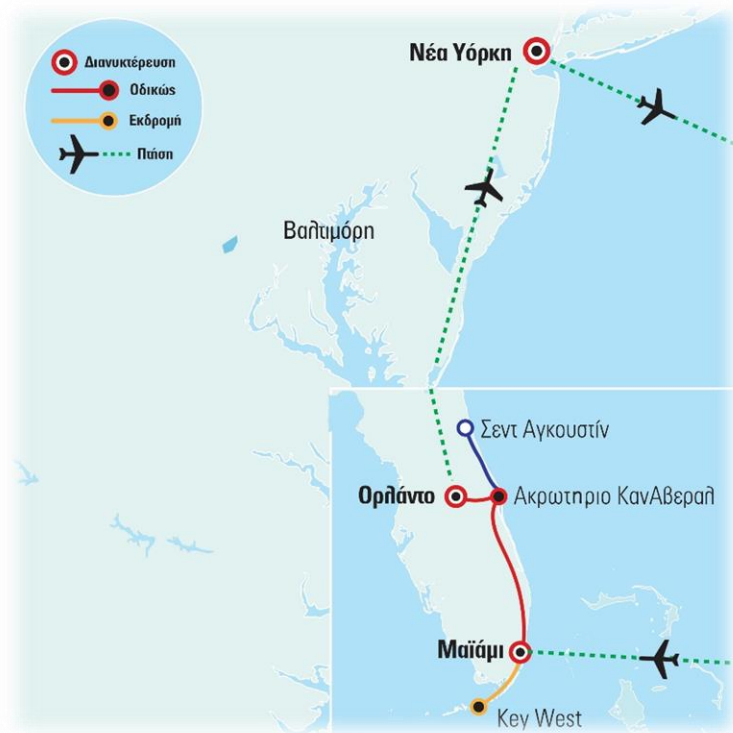 Διανυκτέρευση
Οδικώς
Εκδρομή
Πτήση
Νέα Υόρκη
Βαλτιμόρη
Σεντ Αγκουστίν
Ορλάντο
Ακρωτηριο ΚανΑβεραλ
Μαϊάμι
Key West